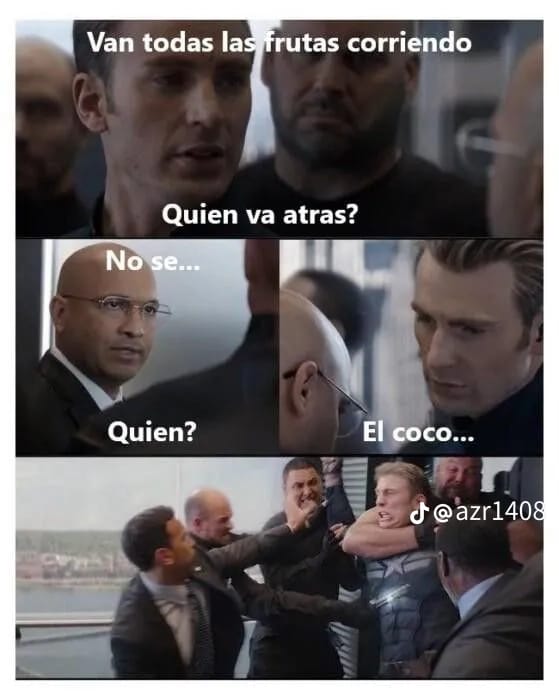 Van todas las frutas corriendo
Quien va atras?
No se...
Quien?
El coco...
@azr1408